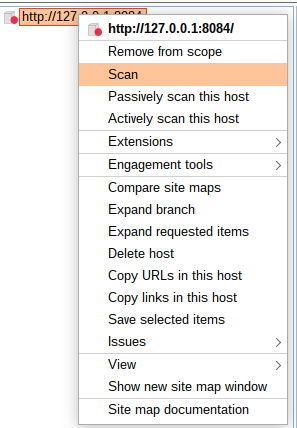 http://127.0.0.1:8084
http://127.0.0.1:8084/
Remove from scope
Scan
Passively scan this host
Actively scan this host
Extensions
Engagement tools
Compare site maps
Expand branch
Expand requested items
Delete host
Copy URLs in this host
Copy links in this host
Save selected items
Issues
View
Show new site map window
Site map documentation